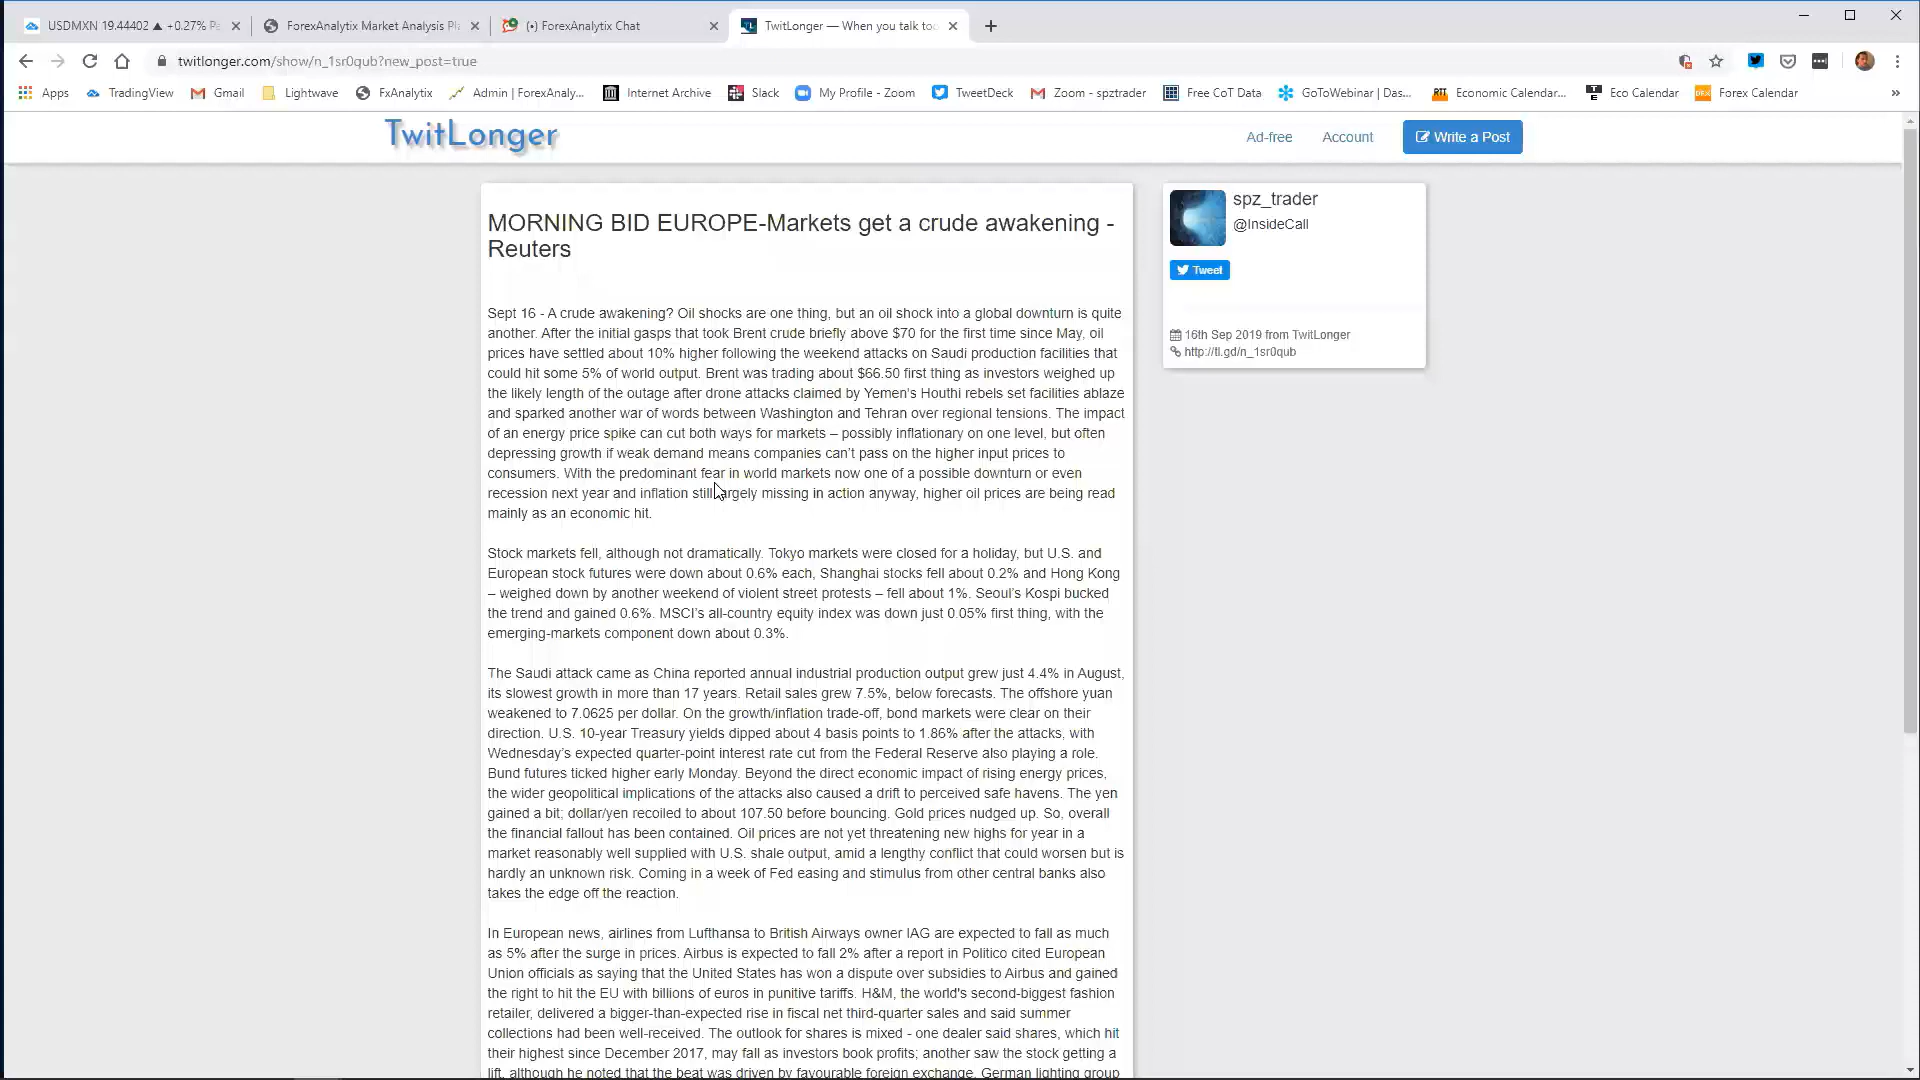 USDMXN 19.44402 ▲ +0.27%
ForexAnalytix Market Analysis
(•) ForexAnalytix Chat
TwitLonger — When you talk too
twitlonger.com/show/n_1sr0qub?new_post=true
Apps TradingView Gmail Lightwave FxAnalytix Admin | ForexAnaly... Internet Archive Slack My Profile - Zoom TweetDeck Zoom - spztrader Free CoT Data GoToWebinar | Das... Economic Calendar... Eco Calendar Forex Calendar »
TwitLonger
Ad-free Account Write a Post
MORNING BID EUROPE-Markets get a crude awakening -
Reuters
Sept 16 - A crude awakening? Oil shocks are one thing, but an oil shock into a global downturn is quite
another. After the initial gasps that took Brent crude briefly above $70 for the first time since May, oil
prices have settled about 10% higher following the weekend attacks on Saudi production facilities that
could hit some 5% of world output. Brent was trading about $66.50 first thing as investors weighed up
the likely length of the outage after drone attacks claimed by Yemen's Houthi rebels set facilities ablaze
and sparked another war of words between Washington and Tehran over regional tensions. The impact
of an energy price spike can cut both ways for markets – possibly inflationary on one level, but often
depressing growth if weak demand means companies can’t pass on the higher input prices to
consumers. With the predominant fear in world markets now one of a possible downturn or even
recession next year and inflation still largely missing in action anyway, higher oil prices are being read
mainly as an economic hit.
Stock markets fell, although not dramatically. Tokyo markets were closed for a holiday, but U.S. and
European stock futures were down about 0.6% each, Shanghai stocks fell about 0.2% and Hong Kong
– weighed down by another weekend of violent street protests – fell about 1%. Seoul’s Kospi bucked
the trend and gained 0.6%. MSCI’s all-country equity index was down just 0.05% first thing, with the
emerging-markets component down about 0.3%.
The Saudi attack came as China reported annual industrial production output grew just 4.4% in August,
its slowest growth in more than 17 years. Retail sales grew 7.5%, below forecasts. The offshore yuan
weakened to 7.0625 per dollar. On the growth/inflation trade-off, bond markets were clear on their
direction. U.S. 10-year Treasury yields dipped about 4 basis points to 1.86% after the attacks, with
Wednesday’s expected quarter-point interest rate cut from the Federal Reserve also playing a role.
Bund futures ticked higher early Monday. Beyond the direct economic impact of rising energy prices,
the wider geopolitical implications of the attacks also caused a drift to perceived safe havens. The yen
gained a bit; dollar/yen recoiled to about 107.50 before bouncing. Gold prices nudged up. So, overall
the financial fallout has been contained. Oil prices are not yet threatening new highs for year in a
market reasonably well supplied with U.S. shale output, amid a lengthy conflict that could worsen but is
hardly an unknown risk. Coming in a week of Fed easing and stimulus from other central banks also
takes the edge off the reaction.
In European news, airlines from Lufthansa to British Airways owner IAG are expected to fall as much
as 5% after the surge in prices. Airbus is expected to fall 2% after a report in Politico cited European
Union officials as saying that the United States has won a dispute over subsidies to Airbus and gained
the right to hit the EU with billions of euros in punitive tariffs. H&M, the world's second-biggest fashion
retailer, delivered a bigger-than-expected rise in fiscal net third-quarter sales and said summer
collections had been well-received. The outlook for shares is mixed - one dealer said shares, which hit
their highest since December 2017, may fall as investors book profits; another saw the stock getting a
lift, although he noted that the beat was driven by favourable foreign exchange. German lighting group
spz_trader
@InsideCall
Tweet
16th Sep 2019 from TwitLonger
http://tl.gd/n_1sr0qub